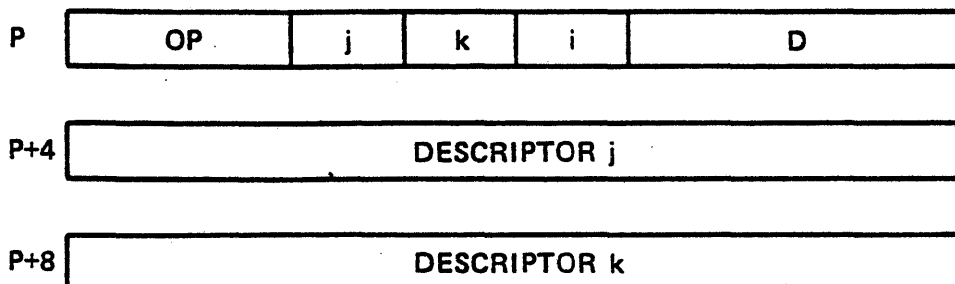 P OP j k i D
P+4 DESCRIPTOR j
P+8 DESCRIPTOR k